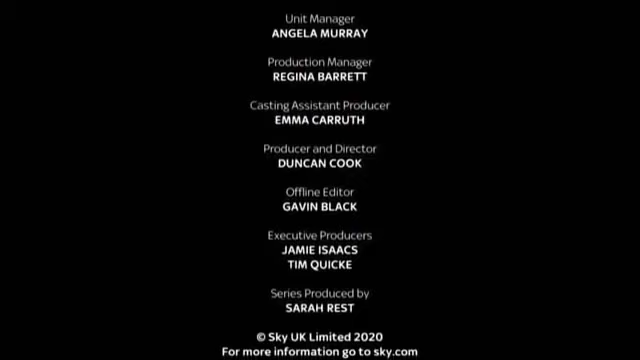 Unit Manager
ANGELA MURRAY
Production Manager
REGINA BARRETT
Casting Assistant Producer
EMMA CARRUTH
Producer and Director
DUNCAN COOK
Offline Editor
GAVIN BLACK
Executive Producers
JAMIE ISAACS
TIM QUICKE
Series Produced by
SARAH REST
© Sky UK Limited 2020
For more information go to sky.com